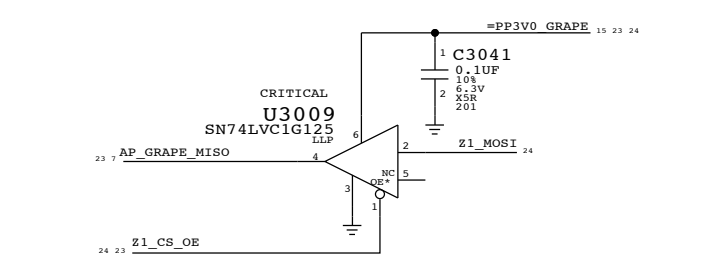 =PP3V0_GRAPE 15 23 24
1 C3041
0.1UF
10%
6.3V
2 X5R
201
CRITICAL
U3009
SN74LVC1G125
LLP
6
2 Z1_MOSI 24
23 7 AP_GRAPE_MISO 4
NC 5
OE*
3
1
24 23 Z1_CS_OE